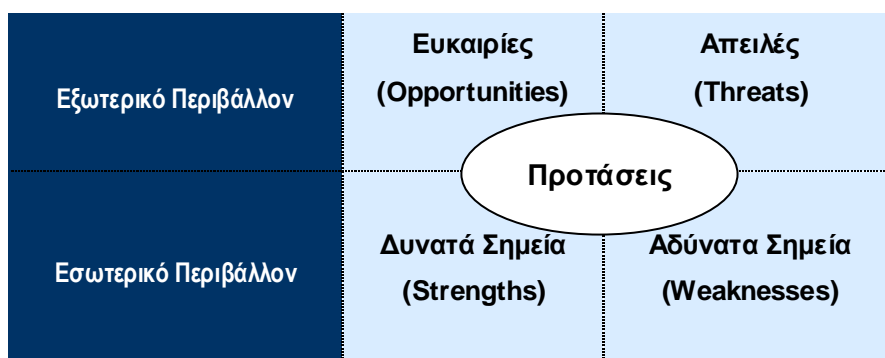 Εξωτερικό Περιβάλλον
Ευκαιρίες
(Opportunities)
Απειλές
(Threats)
Προτάσεις
Εσωτερικό Περιβάλλον
Δυνατά Σημεία
(Strengths)
Αδύνατα Σημεία
(Weaknesses)